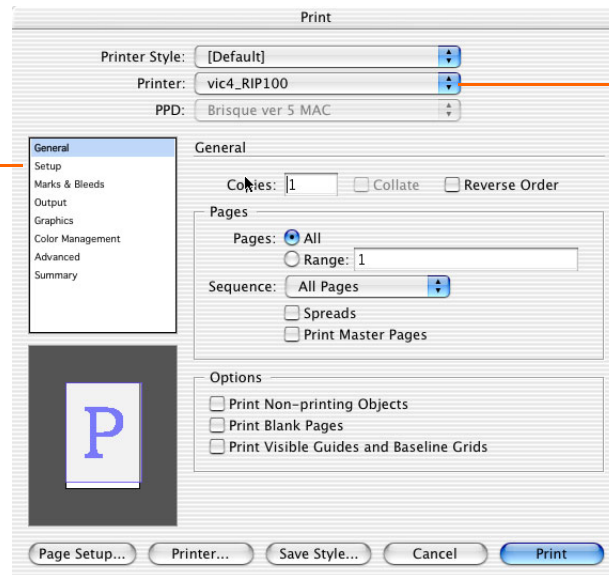 Print
Printer Style: [Default]
Printer: vic4_RIP100
PPD: Brisque ver 5 MAC
General
Setup
Marks & Bleeds
Output
Graphics
Color Management
Advanced
Summary
General
Copies: 1 Collate Reverse Order
Pages
Pages: All
Range: 1
Sequence: All Pages
Spreads
Print Master Pages
Options
Print Non-printing Objects
Print Blank Pages
Print Visible Guides and Baseline Grids
P
Page Setup... Printer... Save Style... Cancel Print